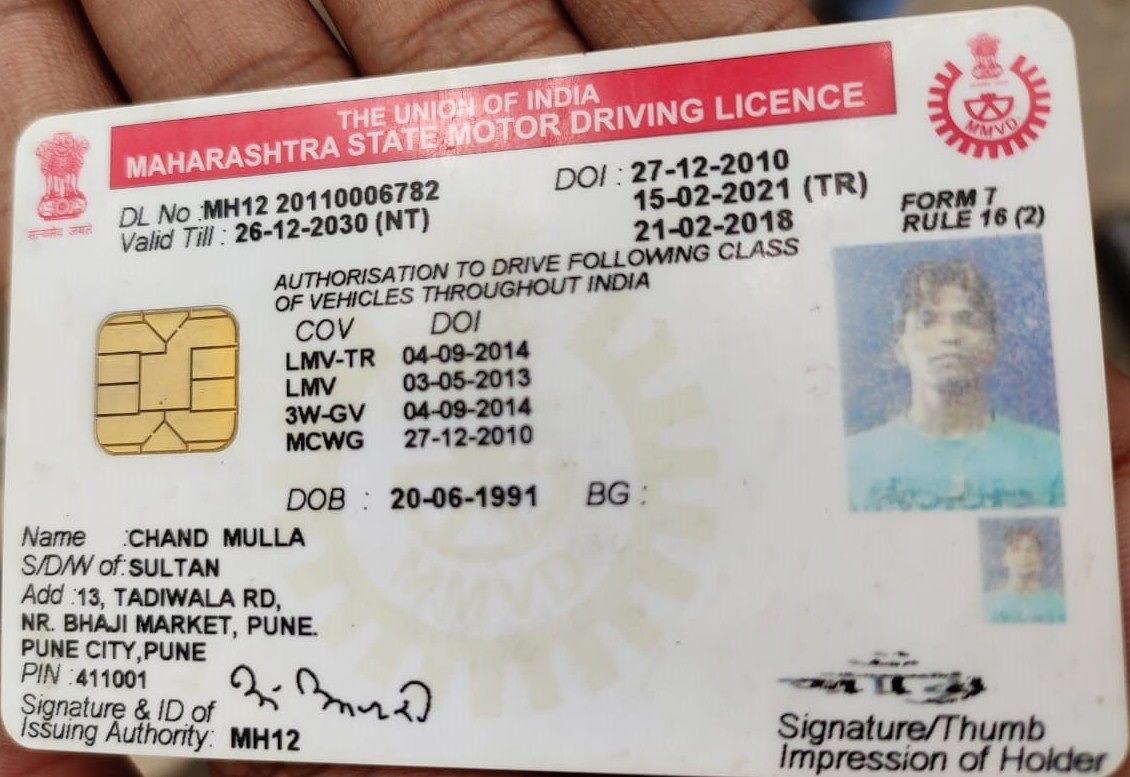 THE UNION OF INDIA
MAHARASHTRA STATE MOTOR DRIVING LICENCE
MMVD
सत्यमेव जयते
DL No : MH12 20110006782
DOI : 27-12-2010
Valid Till : 26-12-2030 (NT)
15-02-2021 (TR)
21-02-2018
FORM 7
RULE 16 (2)
AUTHORISATION TO DRIVE FOLLOWING CLASS
OF VEHICLES THROUGHOUT INDIA
COV DOI
LMV-TR 04-09-2014
LMV 03-05-2013
3W-GV 04-09-2014
MCWG 27-12-2010
DOB : 20-06-1991 BG :
MMVD
Name : CHAND MULLA
S/D/W of : SULTAN
Add : 13, TADIWALA RD,
NR. BHAJI MARKET, PUNE.
PUNE CITY,PUNE
PIN : 411001
Signature & ID of
Issuing Authority: MH12
Signature/Thumb
Impression of Holder